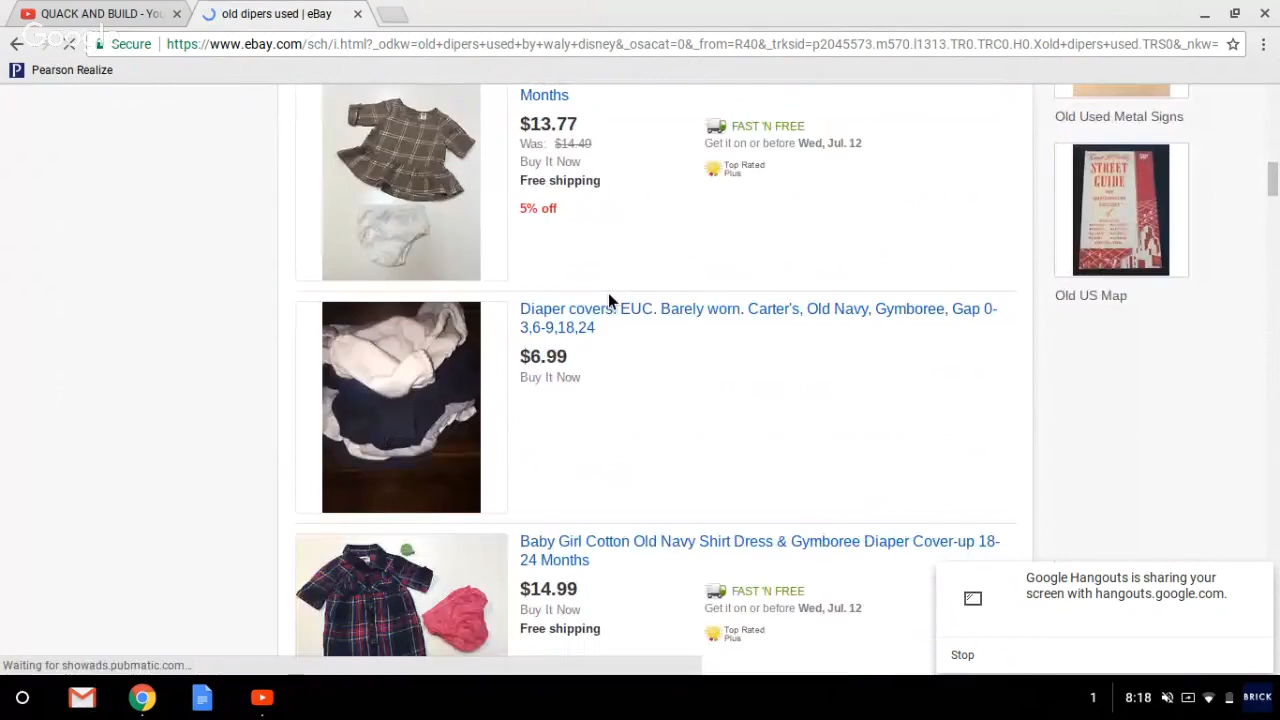 QUACK AND BUILD - You
old dipers used | eBay
Google
Secure
https://www.ebay.com/sch/i.html?_odkw=old+dipers+used+by+waly+disney&_osacat=0&_from=R40&_trksid=p2045573.m570.l1313.TR0.TRC0.H0.Xold+dipers+used.TRS0&_nkw=
Pearson Realize
Months
$13.77
Was: $14.49
Buy It Now
Free shipping
5% off
FAST 'N FREE
Get it on or before Wed, Jul. 12
Top Rated
Plus
Old Used Metal Signs
STREET
GUIDE
Old US Map
Diaper covers. EUC. Barely worn. Carter's, Old Navy, Gymboree, Gap 0-
3,6-9,18,24
$6.99
Buy It Now
Baby Girl Cotton Old Navy Shirt Dress & Gymboree Diaper Cover-up 18-
24 Months
$14.99
Buy It Now
Free shipping
FAST 'N FREE
Get it on or before Wed, Jul. 12
Top Rated
Plus
Google Hangouts is sharing your
screen with hangouts.google.com.
Stop
Waiting for showads.pubmatic.com...
1
8:18
BRICK